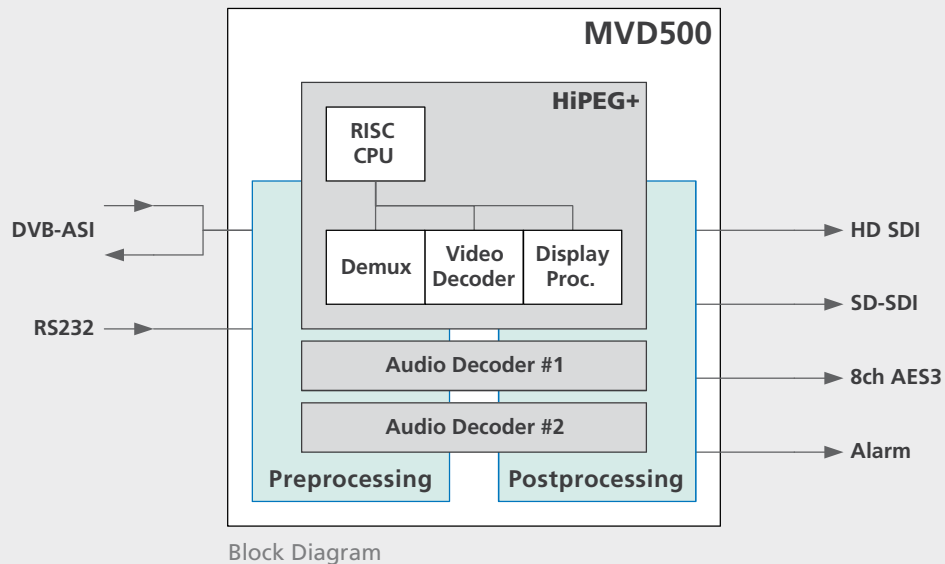 MVD500
HiPEG+
RISC
CPU
DVB-ASI
HD SDI
Demux
Video
Decoder
Display
Proc.
SD-SDI
RS232
Audio Decoder #1
8ch AES3
Audio Decoder #2
Alarm
Preprocessing
Postprocessing
Block Diagram